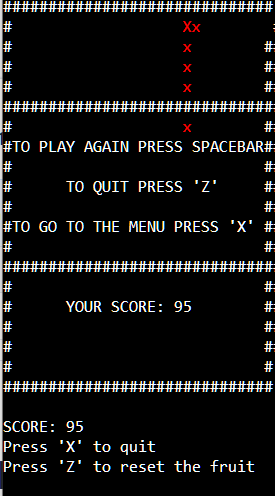 ##############################
#                   Xx        #
#                   x        ##
#                   x        ##
#                   x        ##
##############################
#                   x        ##
#TO PLAY AGAIN PRESS SPACEBAR#
#                            ##
#      TO QUIT PRESS 'Z'     ##
#                            ##
#TO GO TO THE MENU PRESS 'X' ##
#                            ##
##############################
#                            ##
#      YOUR SCORE: 95        ##
#                            ##
#                            ##
#                            ##
##############################
SCORE: 95
Press 'X' to quit
Press 'Z' to reset the fruit